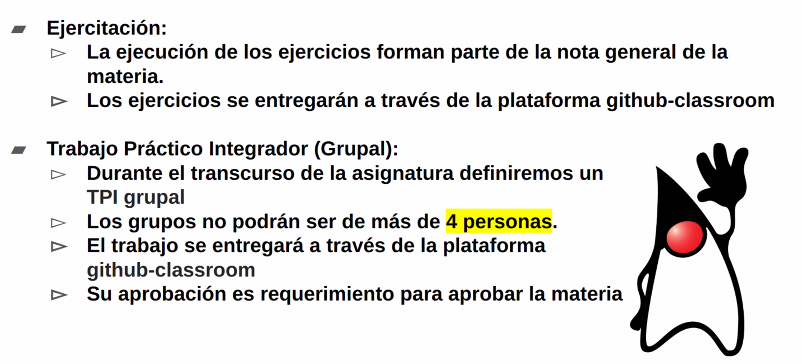 Ejercitación:
La ejecución de los ejercicios forman parte de la nota general de la
materia.
Los ejercicios se entregarán a través de la plataforma github-classroom
Trabajo Práctico Integrador (Grupal):
Durante el transcurso de la asignatura definiremos un
TPI grupal
Los grupos no podrán ser de más de 4 personas.
El trabajo se entregará a través de la plataforma
github-classroom
Su aprobación es requerimiento para aprobar la materia